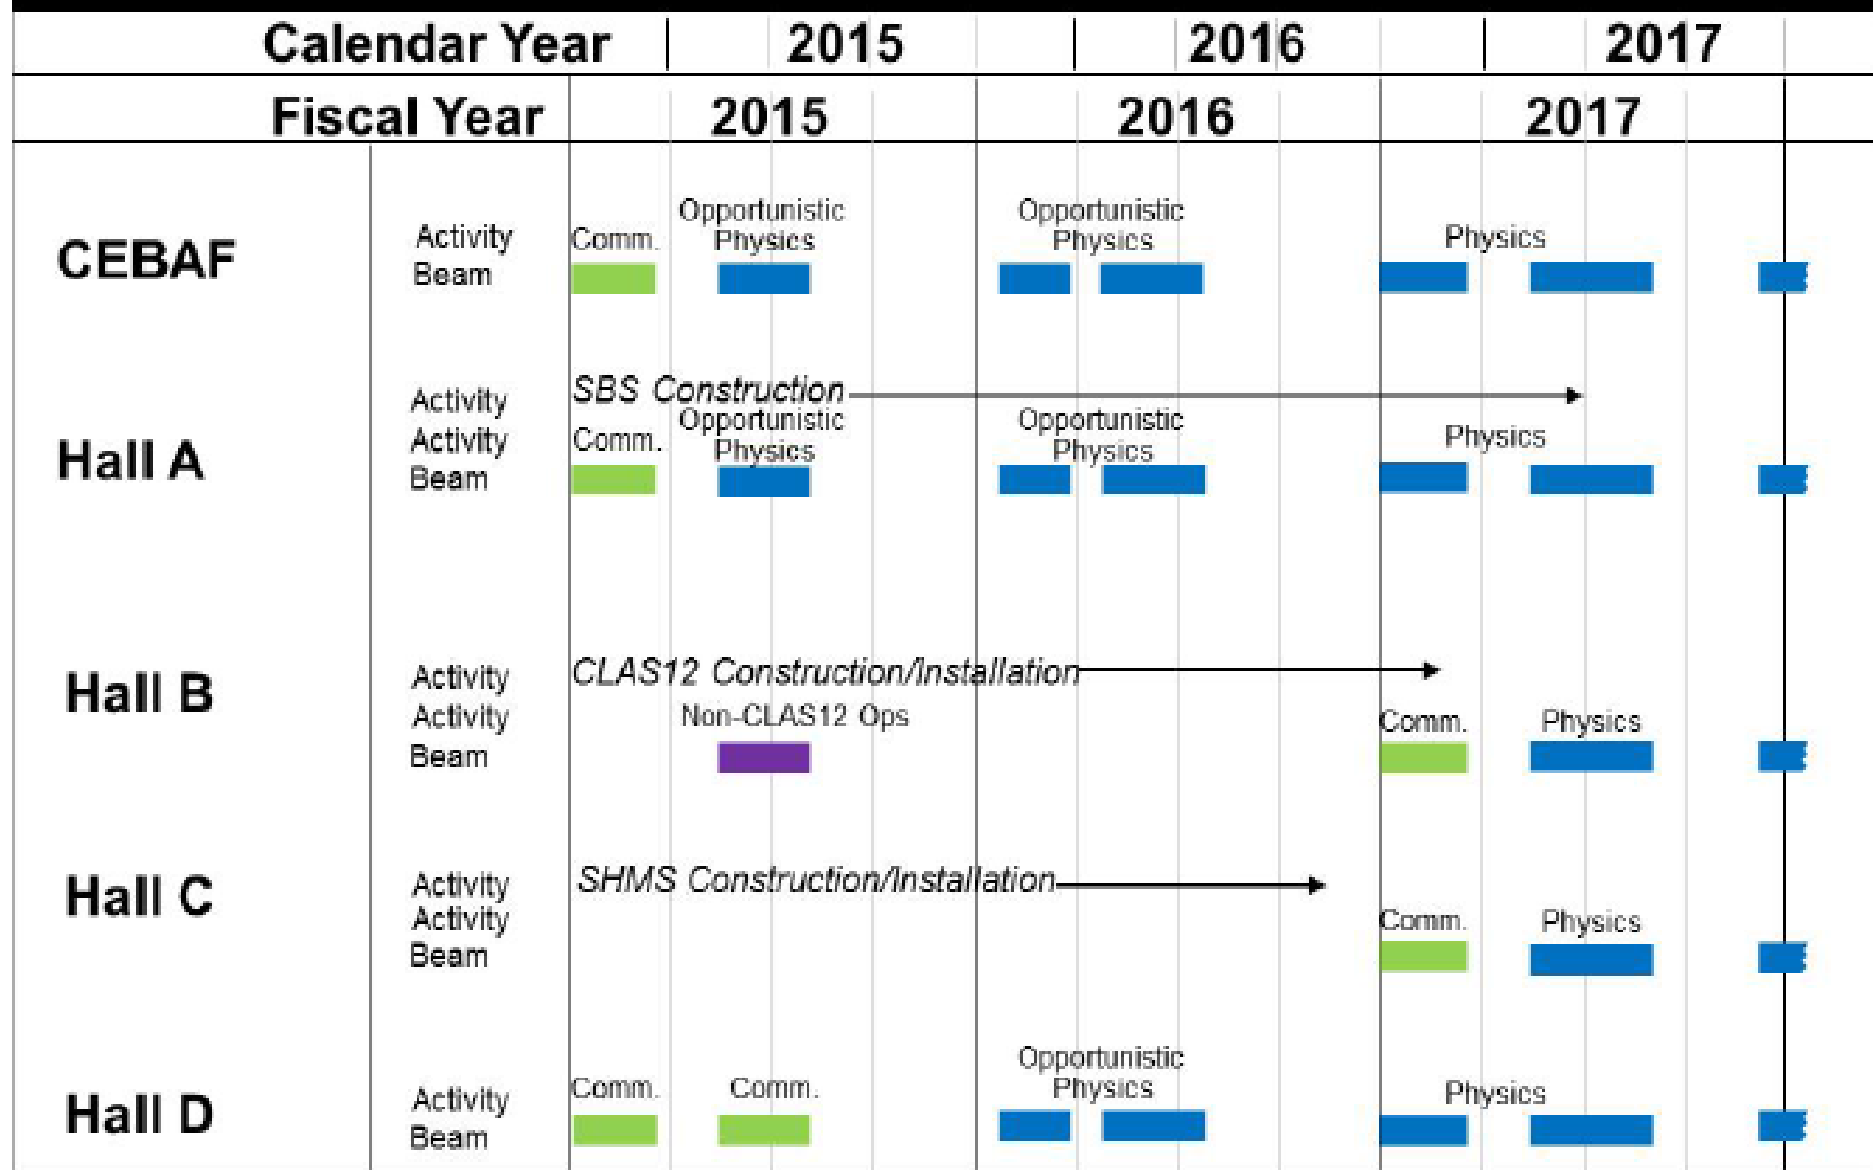 Calendar Year 2015 2016 2017
Fiscal Year 2015 2016 2017
CEBAF
Activity
Beam
Comm.
Opportunistic
Physics
Opportunistic
Physics
Physics
Hall A
Activity
Activity
Beam
SBS Construction
Comm.
Opportunistic
Physics
Opportunistic
Physics
Physics
Hall B
Activity
Activity
Beam
CLAS12 Construction/Installation
Non-CLAS12 Ops
Comm.
Physics
Hall C
Activity
Activity
Beam
SHMS Construction/Installation
Comm.
Physics
Hall D
Activity
Beam
Comm.
Comm.
Opportunistic
Physics
Physics